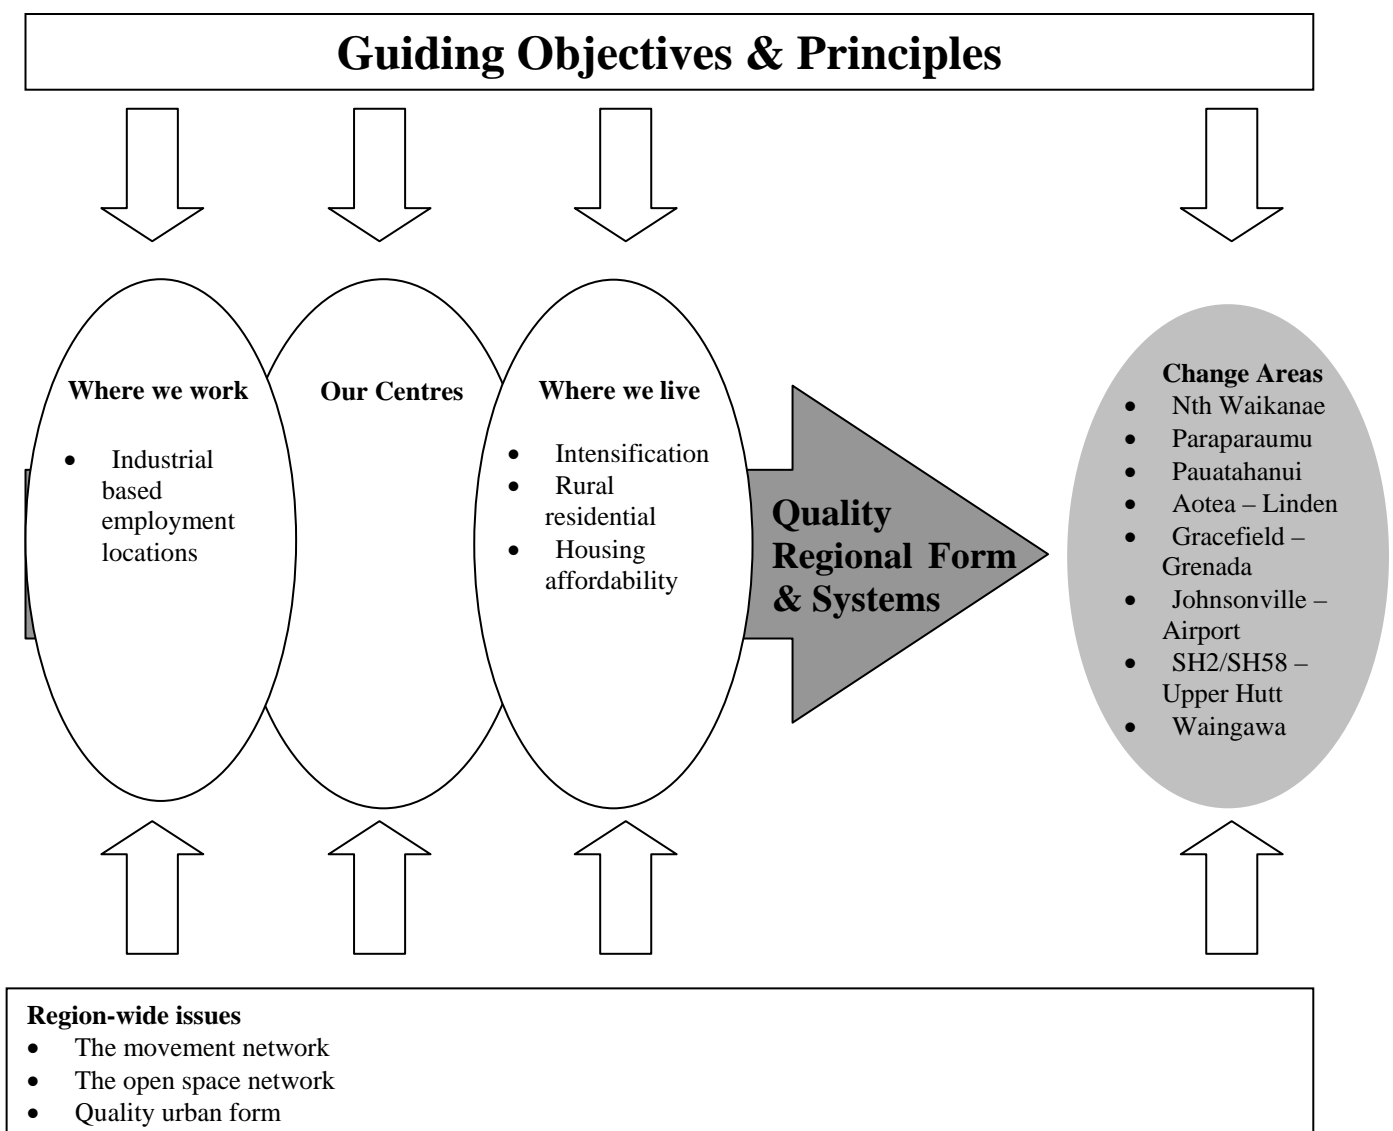 Guiding Objectives & Principles
Where we work
• Industrial
based
employment
locations
Our Centres
Where we live
• Intensification
• Rural
residential
• Housing
affordability
Quality
Regional Form
& Systems
Change Areas
• Nth Waikanae
• Paraparaumu
• Pauatahanui
• Aotea – Linden
• Gracefield –
Grenada
• Johnsonville –
Airport
• SH2/SH58 –
Upper Hutt
• Waingawa
Region-wide issues
• The movement network
• The open space network
• Quality urban form